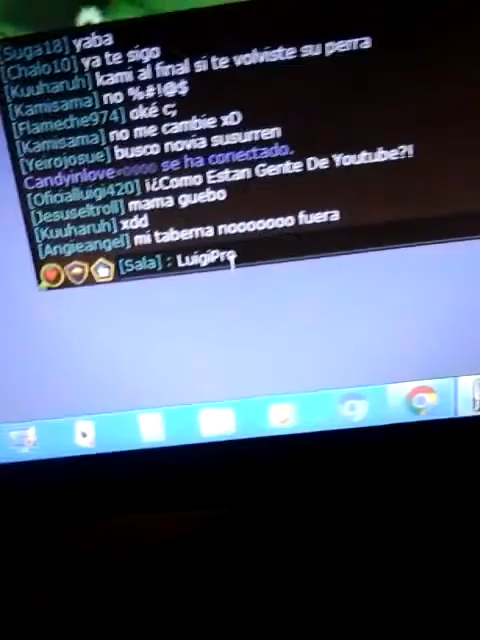 [Suga18] yaba
[Chalo10] ya te sigo
[Kuuharuh] kami al final si te volviste su perra
[Kamisama] no %#!@$
[Flameche974] oké c;
[Kamisama] no me cambie xD
[Yeirojosue] busco novia susurren
Candyinlove#0000 se ha conectado.
[Oficialluigi420] ¡¿Como Estan Gente De Youtube?!
[Jesuseltroll] mama guebo
[Kuuharuh] xdd
[Angieangel] mi taberna nooooooo fuera
[Sala] : LuigiPro